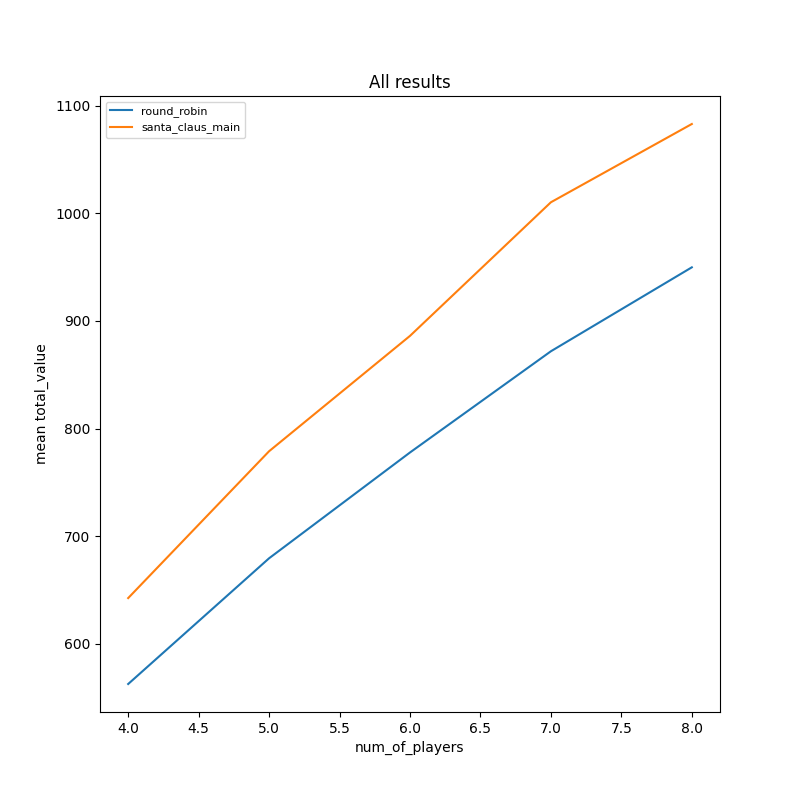 All results
round_robin
santa_claus_main
1100
1000
900
800
700
600
mean total_value
4.0 4.5 5.0 5.5 6.0 6.5 7.0 7.5 8.0
num_of_players